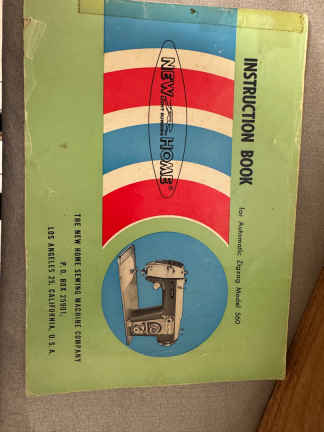 INSTRUCTION BOOK
for Automatic Zigzag Model 560
NEW HOME®
THE NEW HOME SEWING MACHINE COMPANY
P. O. BOX 25901,
LOS ANGELES 25, CALIFORNIA, U.S.A.